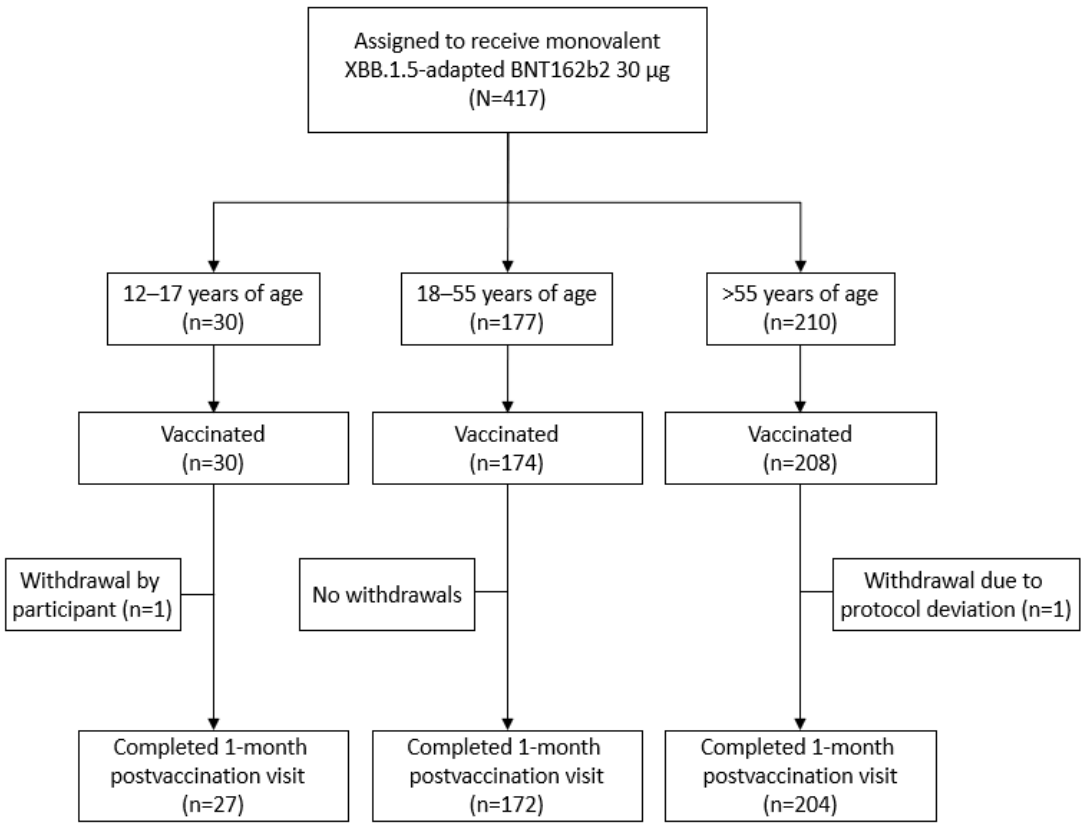 Assigned to receive monovalent
XBB.1.5-adapted BNT162b2 30 µg
(N=417)
12–17 years of age
(n=30)
18–55 years of age
(n=177)
>55 years of age
(n=210)
Vaccinated
(n=30)
Vaccinated
(n=174)
Vaccinated
(n=208)
Withdrawal by
participant (n=1)
No withdrawals
Withdrawal due to
protocol deviation (n=1)
Completed 1-month
postvaccination visit
(n=27)
Completed 1-month
postvaccination visit
(n=172)
Completed 1-month
postvaccination visit
(n=204)